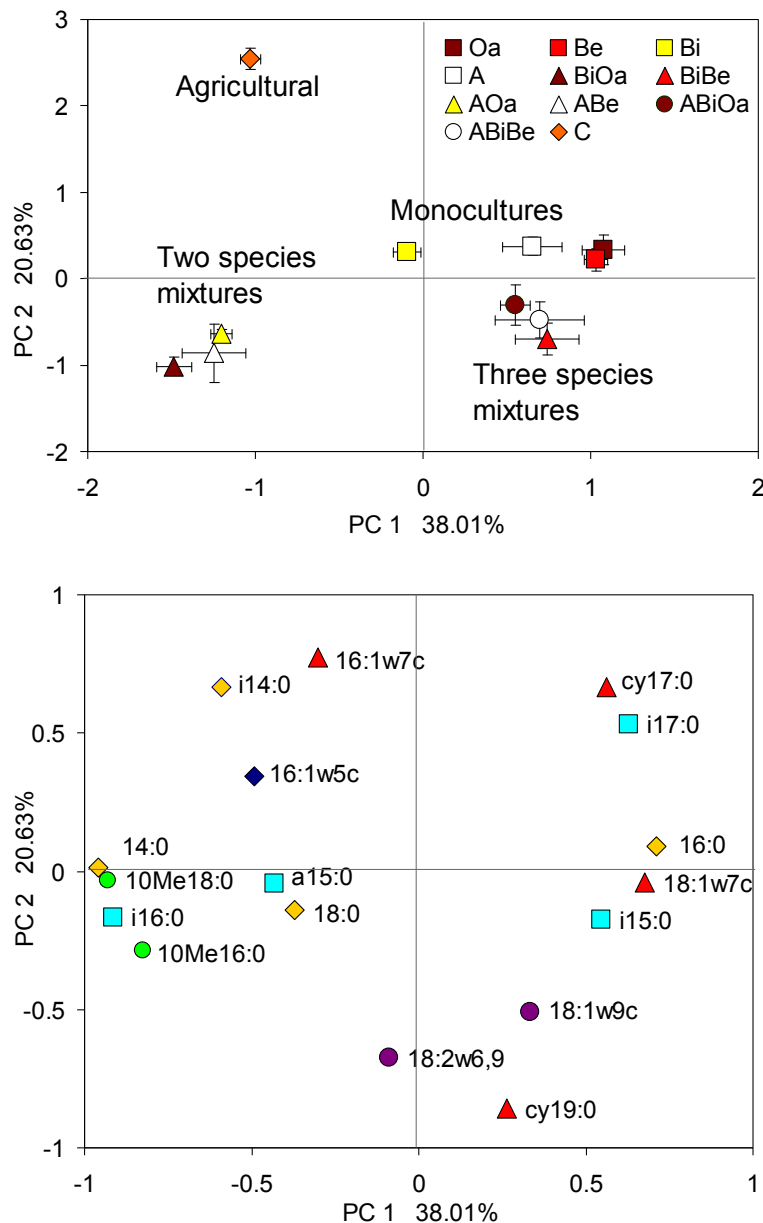 3
2
1
0
-1
-2
PC 2 20.63%
Oa Be Bi
A BiOa BiBe
AOa ABe ABiOa
ABiBe C
Agricultural
Monocultures
Two species
mixtures
Three species
mixtures
-2 -1 0 1 2
PC 1 38.01%
1
0.5
0
-0.5
-1
PC 2 20.63%
16:1w7c
i14:0
cy17:0
i17:0
16:1w5c
14:0
16:0
10Me18:0
a15:0
18:1w7c
i16:0
18:0
i15:0
10Me16:0
18:1w9c
18:2w6,9
cy19:0
-1 -0.5 0 0.5 1
PC 1 38.01%